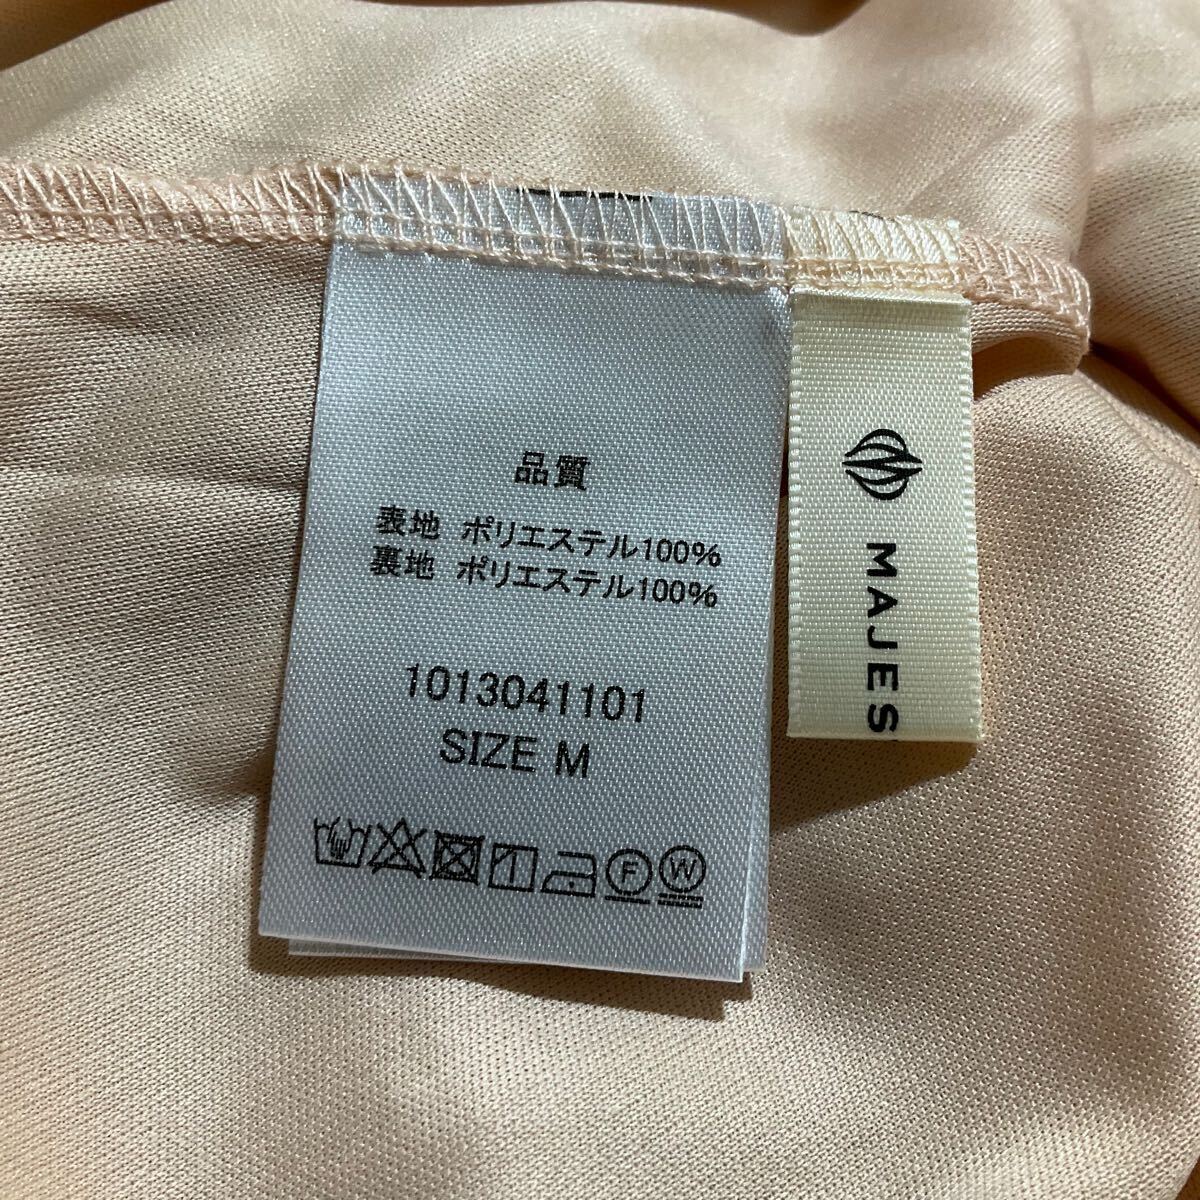 品質
表地 ポリエステル100%
裏地 ポリエステル100%
1013041101
SIZE M
F W
MAJES